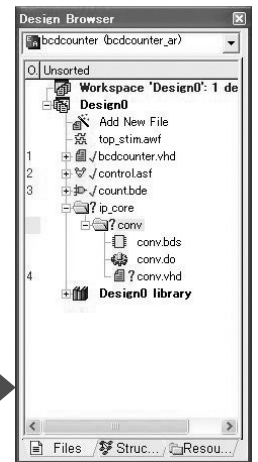 Design Browser
bcdcounter (bcdcounter_ar)
O. Unsorted
Workspace 'Design0': 1 de
Design0
Add New File
top_stim.awf
1 ./bcdcounter.vhd
2 ./control.asf
3 ./count.bde
? ip_core
? conv
conv.bds
conv.do
4 ? conv.vhd
Design0 library
Files Struc... Resou...